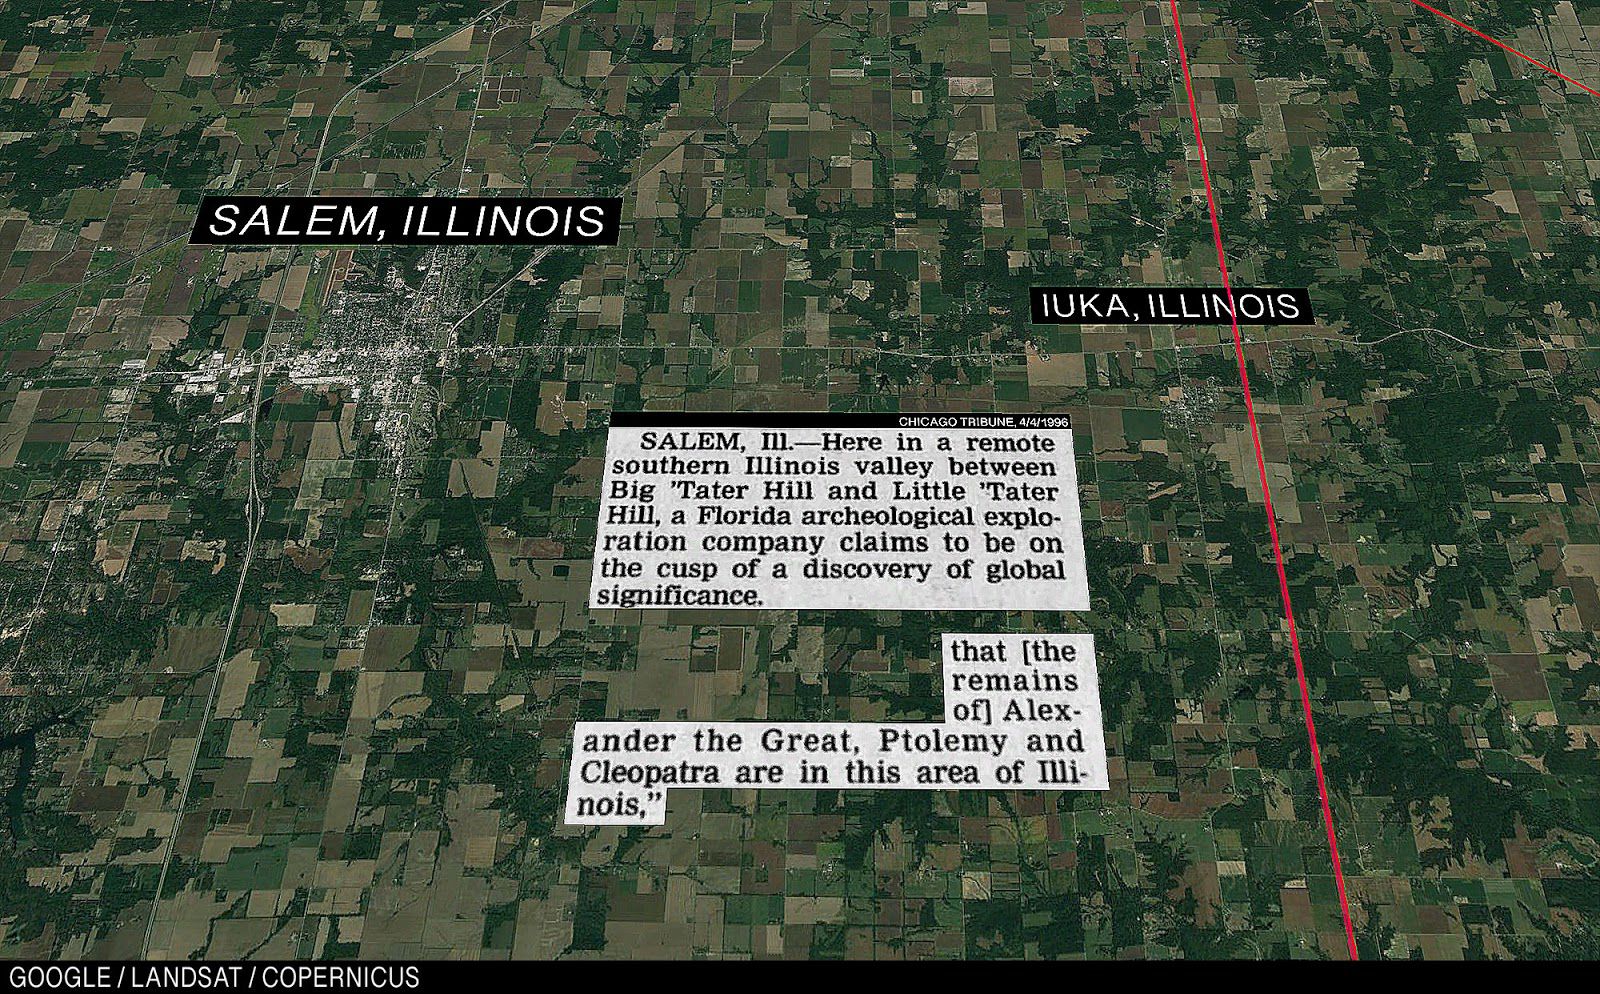 SALEM, ILLINOIS
IUKA, ILLINOIS
CHICAGO TRIBUNE, 4/4/1996
SALEM, Ill.—Here in a remote
southern Illinois valley between
Big ’Tater Hill and Little ’Tater
Hill, a Florida archeological explo-
ration company claims to be on
the cusp of a discovery of global
significance.
that [the
remains
of] Alex-
ander the Great, Ptolemy and
Cleopatra are in this area of Illi-
nois,”
GOOGLE / LANDSAT / COPERNICUS